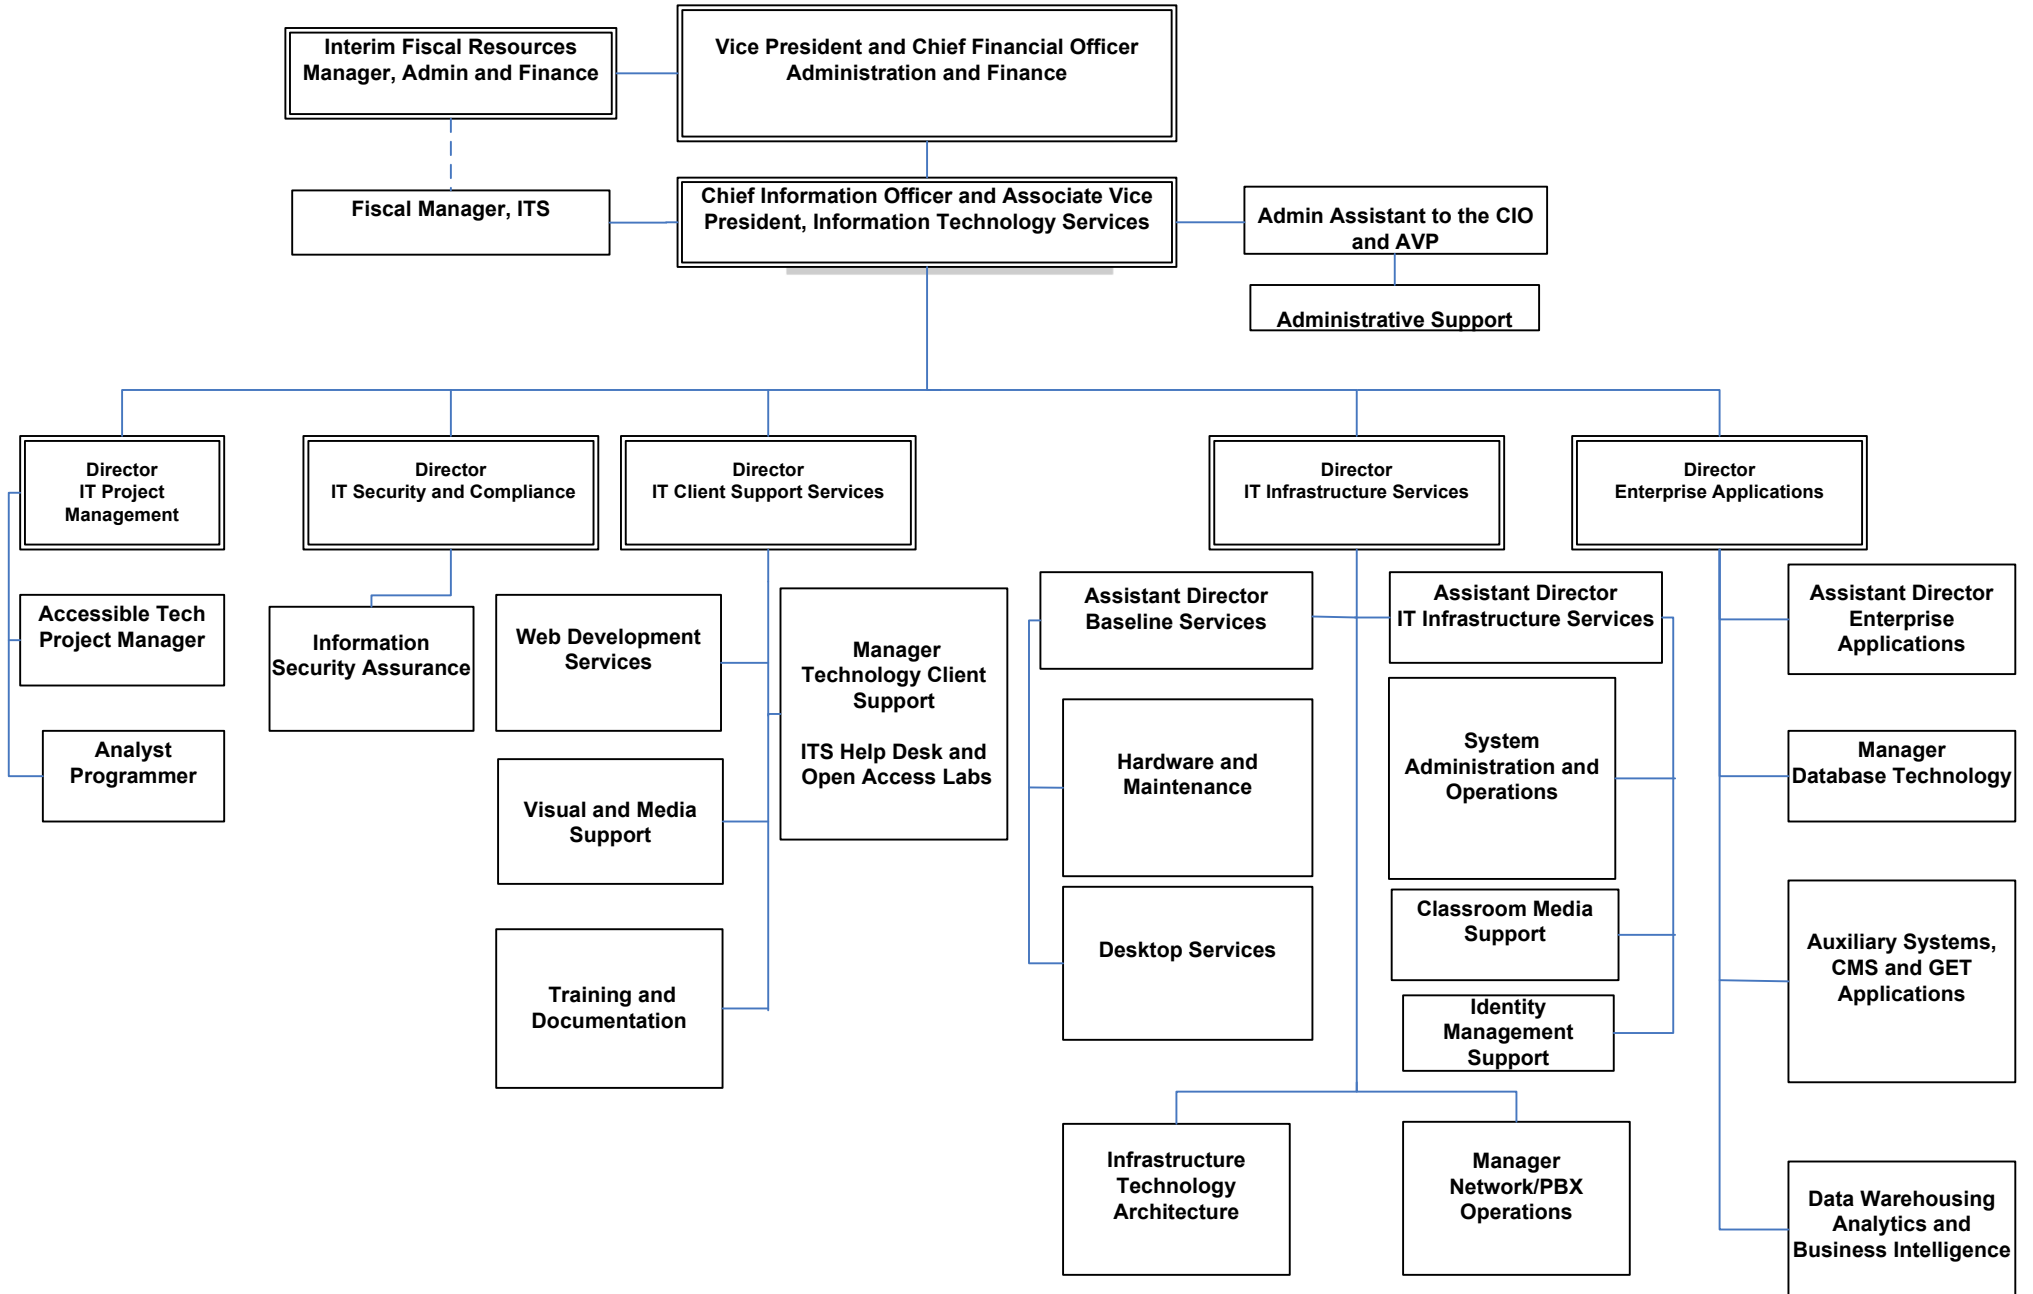 Interim Fiscal Resources
Manager, Admin and Finance
Vice President and Chief Financial Officer
Administration and Finance
Fiscal Manager, ITS
Chief Information Officer and Associate Vice
President, Information Technology Services
Admin Assistant to the CIO
and AVP
Administrative Support
Director
IT Project
Management
Director
IT Security and Compliance
Director
IT Client Support Services
Director
IT Infrastructure Services
Director
Enterprise Applications
Accessible Tech
Project Manager
Analyst
Programmer
Information
Security Assurance
Web Development
Services
Visual and Media
Support
Training and
Documentation
Manager
Technology Client
Support
ITS Help Desk and
Open Access Labs
Assistant Director
Baseline Services
Hardware and
Maintenance
Desktop Services
Assistant Director
IT Infrastructure Services
System
Administration and
Operations
Classroom Media
Support
Identity
Management
Support
Infrastructure
Technology
Architecture
Manager
Network/PBX
Operations
Assistant Director
Enterprise
Applications
Manager
Database Technology
Auxiliary Systems,
CMS and GET
Applications
Data Warehousing
Analytics and
Business Intelligence